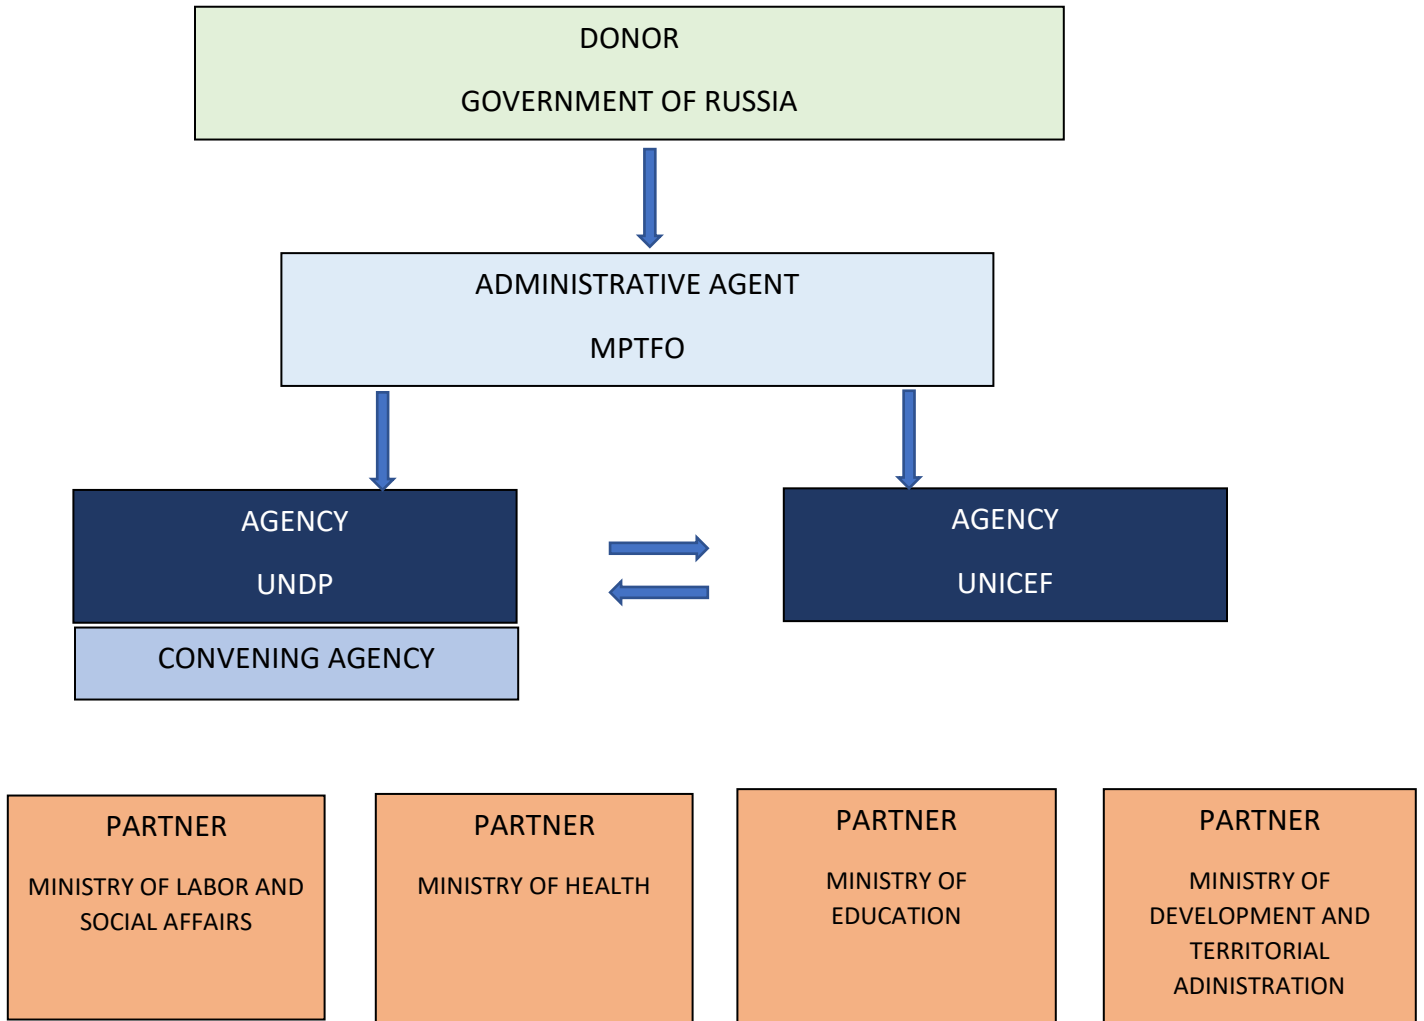 DONOR
GOVERNMENT OF RUSSIA
ADMINISTRATIVE AGENT
MPTFO
AGENCY
UNDP
CONVENING AGENCY
AGENCY
UNICEF
PARTNER
MINISTRY OF LABOR AND
SOCIAL AFFAIRS
PARTNER
MINISTRY OF HEALTH
PARTNER
MINISTRY OF
EDUCATION
PARTNER
MINISTRY OF
DEVELOPMENT AND
TERRITORIAL
ADINISTRATION